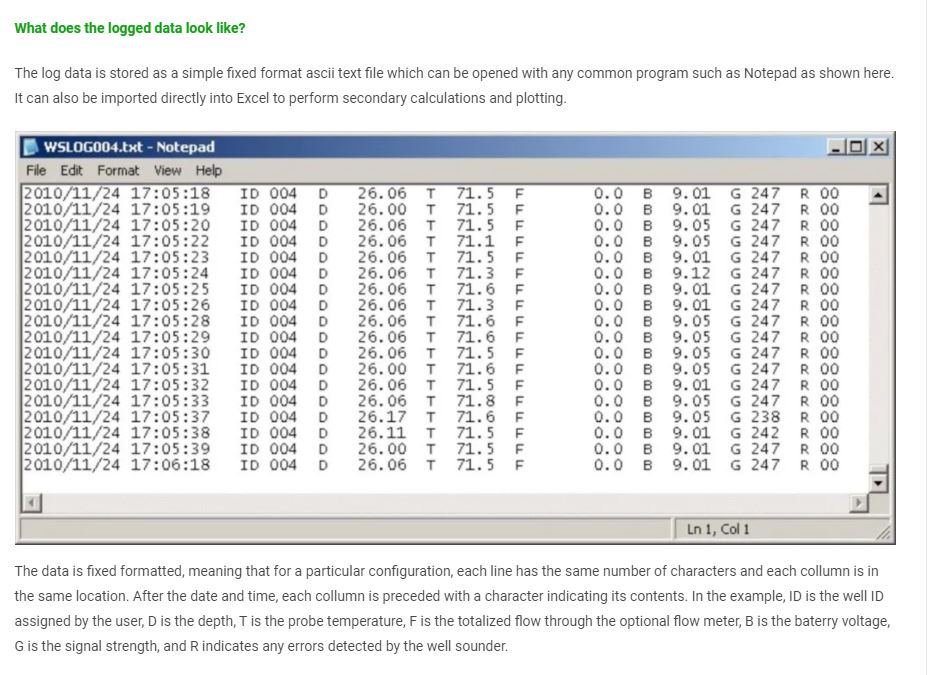 What does the logged data look like?
The log data is stored as a simple fixed format ascii text file which can be opened with any common program such as Notepad as shown here.
It can also be imported directly into Excel to perform secondary calculations and plotting.
WSLOG004.txt - Notepad
File Edit Format View Help
2010/11/24 17:05:18 ID 004 D 26.06 T 71.5 F 0.0 B 9.01 G 247 R 00
2010/11/24 17:05:19 ID 004 D 26.00 T 71.5 F 0.0 B 9.01 G 247 R 00
2010/11/24 17:05:20 ID 004 D 26.06 T 71.5 F 0.0 B 9.05 G 247 R 00
2010/11/24 17:05:22 ID 004 D 26.06 T 71.1 F 0.0 B 9.05 G 247 R 00
2010/11/24 17:05:23 ID 004 D 26.06 T 71.5 F 0.0 B 9.01 G 247 R 00
2010/11/24 17:05:24 ID 004 D 26.06 T 71.3 F 0.0 B 9.12 G 247 R 00
2010/11/24 17:05:25 ID 004 D 26.06 T 71.6 F 0.0 B 9.01 G 247 R 00
2010/11/24 17:05:26 ID 004 D 26.06 T 71.3 F 0.0 B 9.01 G 247 R 00
2010/11/24 17:05:28 ID 004 D 26.06 T 71.6 F 0.0 B 9.05 G 247 R 00
2010/11/24 17:05:29 ID 004 D 26.06 T 71.6 F 0.0 B 9.05 G 247 R 00
2010/11/24 17:05:30 ID 004 D 26.06 T 71.5 F 0.0 B 9.05 G 247 R 00
2010/11/24 17:05:31 ID 004 D 26.00 T 71.6 F 0.0 B 9.05 G 247 R 00
2010/11/24 17:05:32 ID 004 D 26.06 T 71.5 F 0.0 B 9.01 G 247 R 00
2010/11/24 17:05:33 ID 004 D 26.06 T 71.8 F 0.0 B 9.05 G 247 R 00
2010/11/24 17:05:37 ID 004 D 26.17 T 71.6 F 0.0 B 9.05 G 238 R 00
2010/11/24 17:05:38 ID 004 D 26.11 T 71.5 F 0.0 B 9.01 G 242 R 00
2010/11/24 17:05:39 ID 004 D 26.00 T 71.5 F 0.0 B 9.01 G 247 R 00
2010/11/24 17:06:18 ID 004 D 26.06 T 71.5 F 0.0 B 9.01 G 247 R 00
Ln 1, Col 1
The data is fixed formatted, meaning that for a particular configuration, each line has the same number of characters and each collumn is in
the same location. After the date and time, each collumn is preceded with a character indicating its contents. In the example, ID is the well ID
assigned by the user, D is the depth, T is the probe temperature, F is the totalized flow through the optional flow meter, B is the baterry voltage,
G is the signal strength, and R indicates any errors detected by the well sounder.